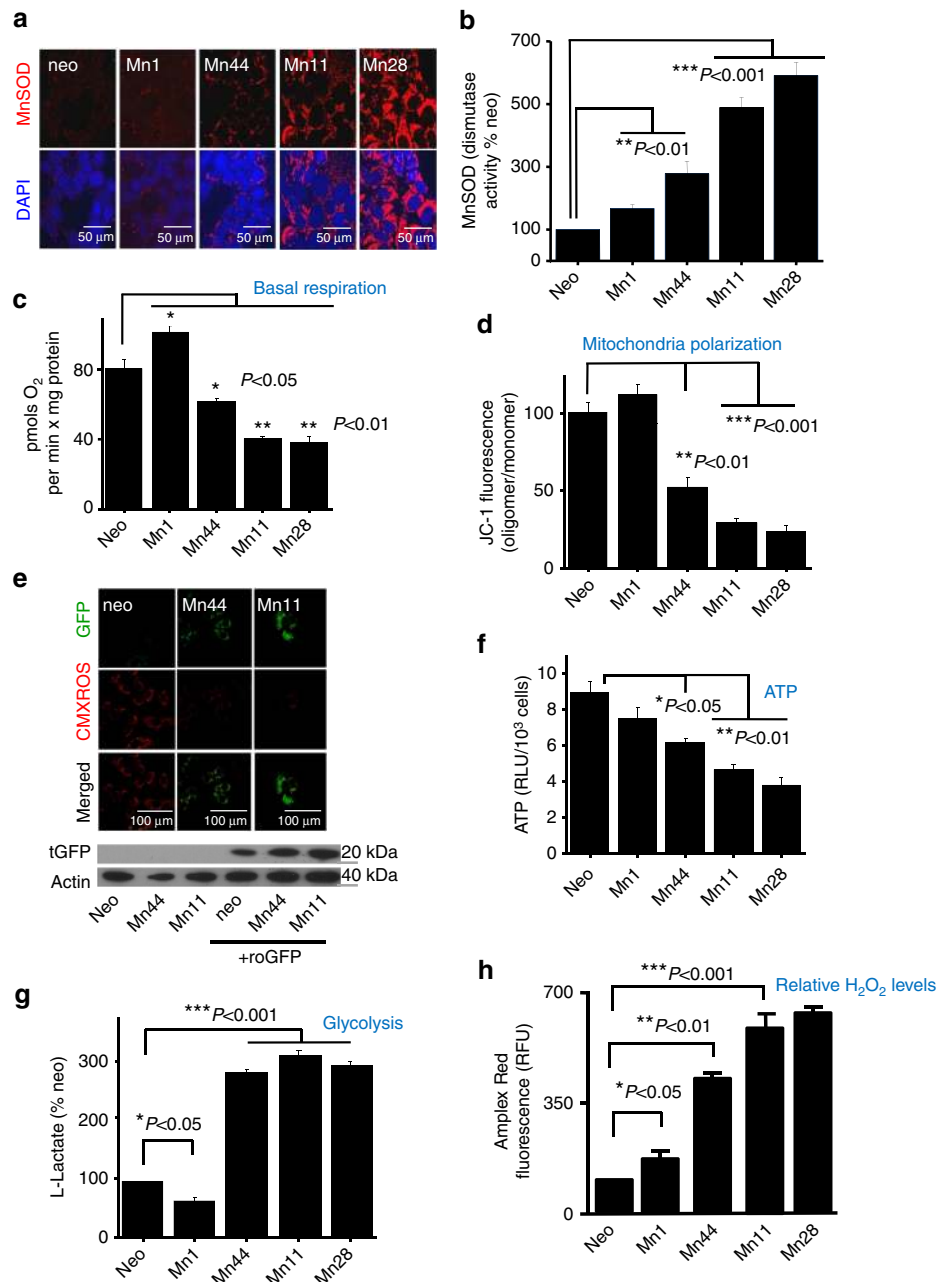 a
neo Mn1 Mn44 Mn11 Mn28
MnSOD
DAPI
50 µm 50 µm 50 µm 50 µm 50 µm
b
MnSOD (dismutase
activity % neo)
700
500
300
100
0
***P<0.001
**P<0.01
Neo Mn1 Mn44 Mn11 Mn28
c
Basal respiration
pmols O2
per min x mg protein
80
40
0
*
*
P<0.05
** **
P<0.01
Neo Mn1 Mn44 Mn11 Mn28
d
Mitochondria polarization
JC-1 fluorescence
(oligomer/monomer)
100
50
0
***P<0.001
**P<0.01
Neo Mn1 Mn44 Mn11 Mn28
e
neo Mn44 Mn11
GFP
CMXROS
Merged
100 µm 100 µm 100 µm
tGFP 20 kDa
Actin 40 kDa
Neo Mn44 Mn11 neo Mn44 Mn11
+roGFP
f
ATP
ATP (RLU/10³ cells)
10
8
6
4
2
0
*P<0.05
**P<0.01
Neo Mn1 Mn44 Mn11 Mn28
g
Glycolysis
L-Lactate (% neo)
300
200
100
0
***P<0.001
*P<0.05
Neo Mn1 Mn44 Mn11 Mn28
h
Relative H2O2 levels
Amplex Red
fluorescence (RFU)
700
350
0
***P<0.001
**P<0.01
*P<0.05
Neo Mn1 Mn44 Mn11 Mn28